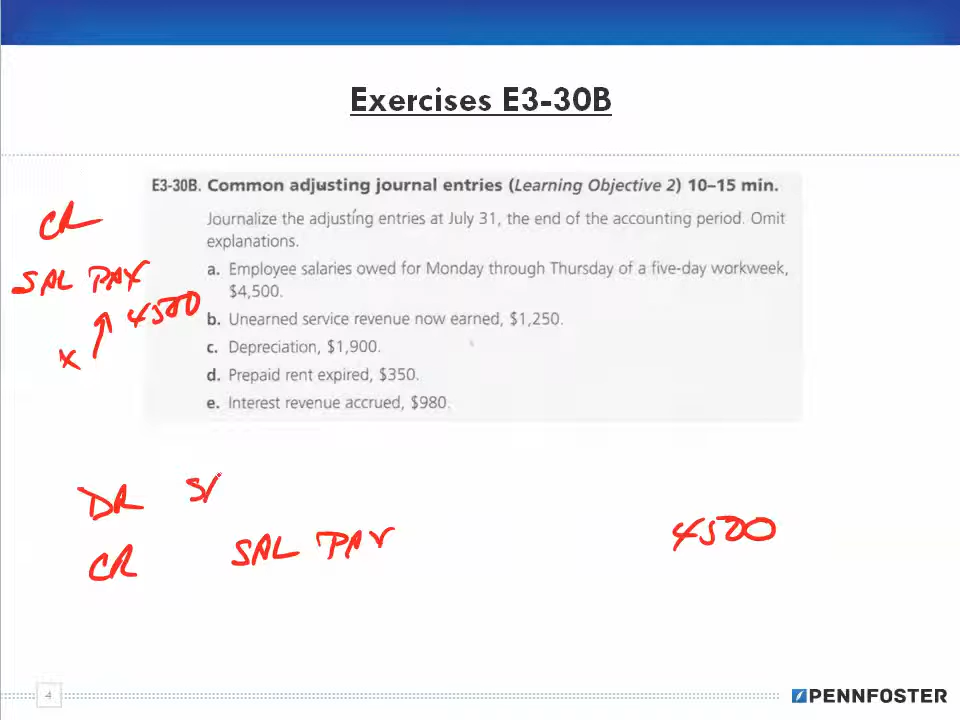 Exercises E3-30B
E3-30B. Common adjusting journal entries (Learning Objective 2) 10–15 min.
Journalize the adjusting entries at July 31, the end of the accounting period. Omit
explanations.
a. Employee salaries owed for Monday through Thursday of a five-day workweek,
$4,500.
b. Unearned service revenue now earned, $1,250.
c. Depreciation, $1,900.
d. Prepaid rent expired, $350.
e. Interest revenue accrued, $980.
CR
SAL PAY
4500
x
DR
CR SAL PAY 4500
4
PENNFOSTER